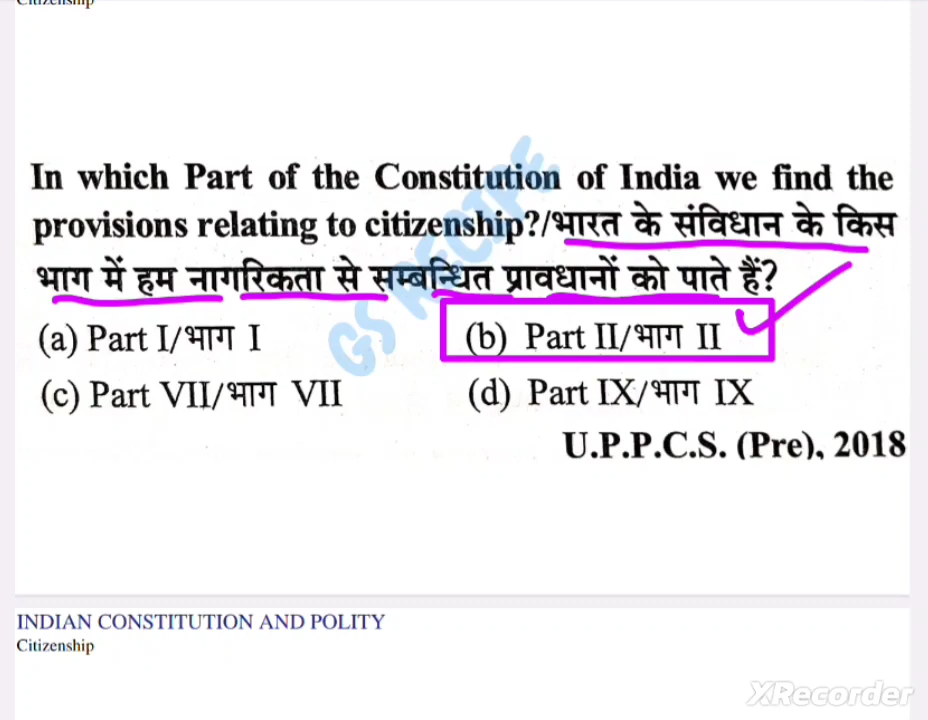 Citizenship
In which Part of the Constitution of India we find the
provisions relating to citizenship?/भारत के संविधान के किस
भाग में हम नागरिकता से सम्बन्धित प्रावधानों को पाते हैं?
(a) Part I/भाग I (b) Part II/भाग II
(c) Part VII/भाग VII (d) Part IX/भाग IX
U.P.P.C.S. (Pre), 2018
GS RECIPE
INDIAN CONSTITUTION AND POLITY
Citizenship
XRecorder